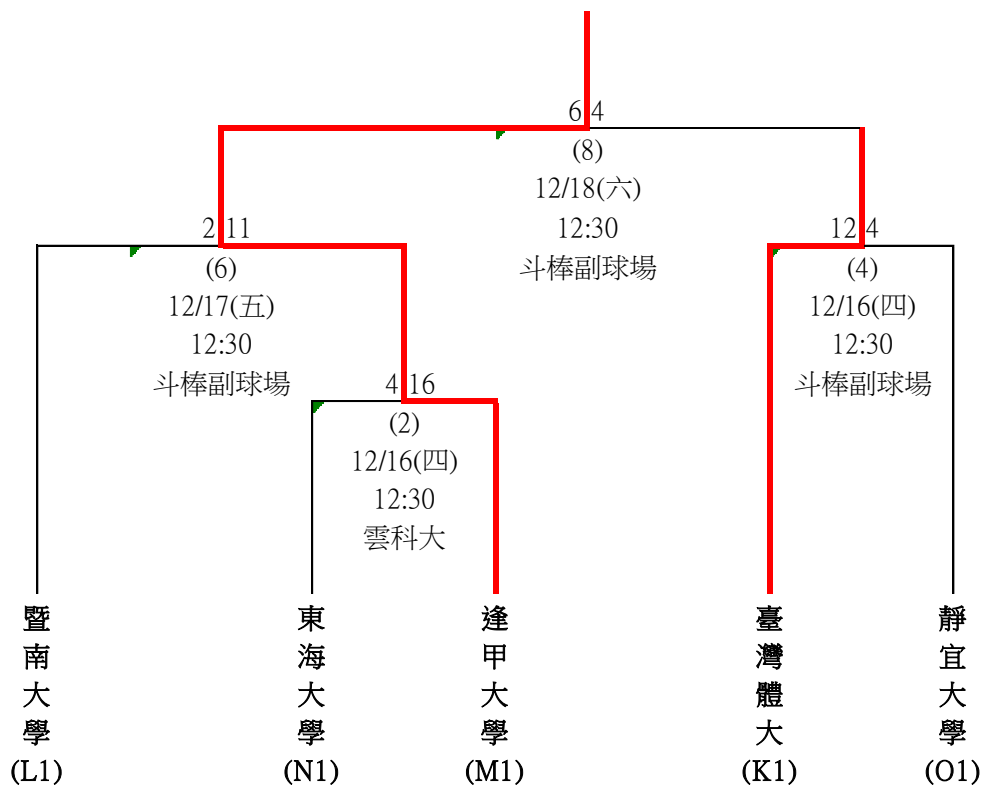 6 4
(8)
12/18(六)
12:30
斗棒副球場
2 11
(6)
12/17(五)
12:30
斗棒副球場
12 4
(4)
12/16(四)
12:30
斗棒副球場
4 16
(2)
12/16(四)
12:30
雲科大
暨南大學
(L1)
東海大學
(N1)
逢甲大學
(M1)
臺灣體大
(K1)
靜宜大學
(O1)